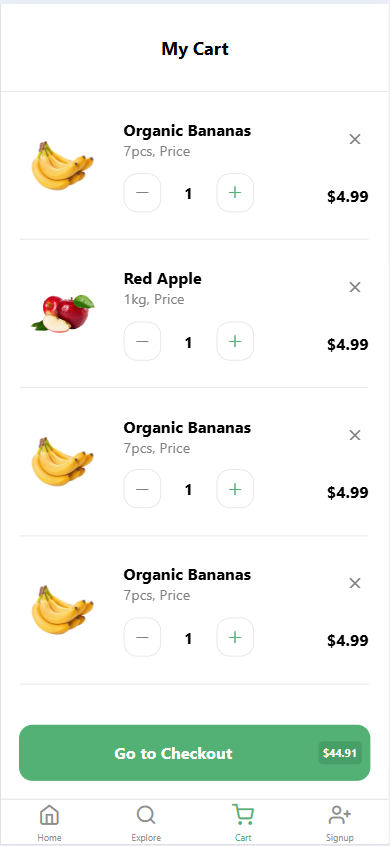 My Cart
Organic Bananas
7pcs, Price
1
$4.99
Red Apple
1kg, Price
1
$4.99
Organic Bananas
7pcs, Price
1
$4.99
Organic Bananas
7pcs, Price
1
$4.99
Go to Checkout $44.91
Home Explore Cart Signup